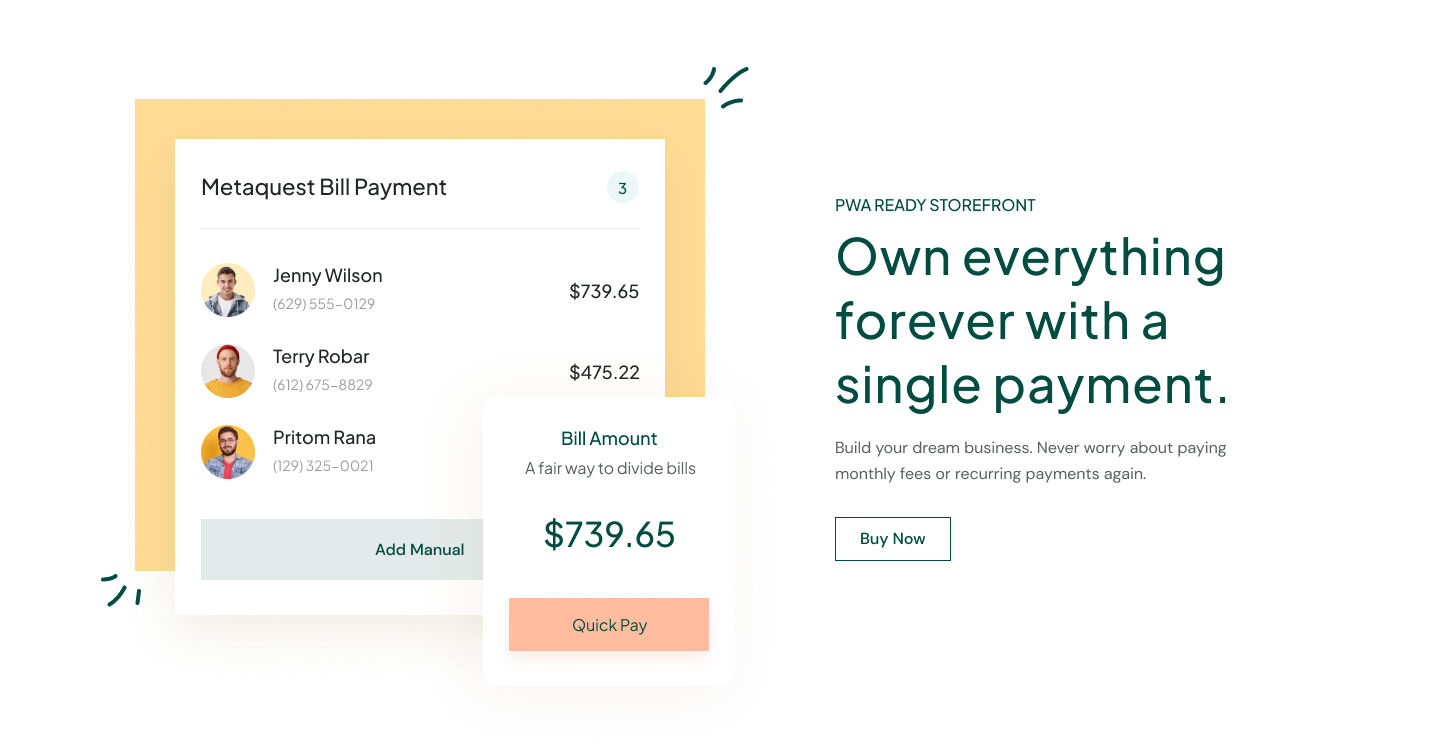 Metaquest Bill Payment
3
Jenny Wilson
(629) 555-0129
$739.65
Terry Robar
(612) 675-8829
$475.22
Pritom Rana
(129) 325-0021
Add Manual
Bill Amount
A fair way to divide bills
$739.65
Quick Pay
PWA READY STOREFRONT
Own everything
forever with a
single payment.
Build your dream business. Never worry about paying
monthly fees or recurring payments again.
Buy Now